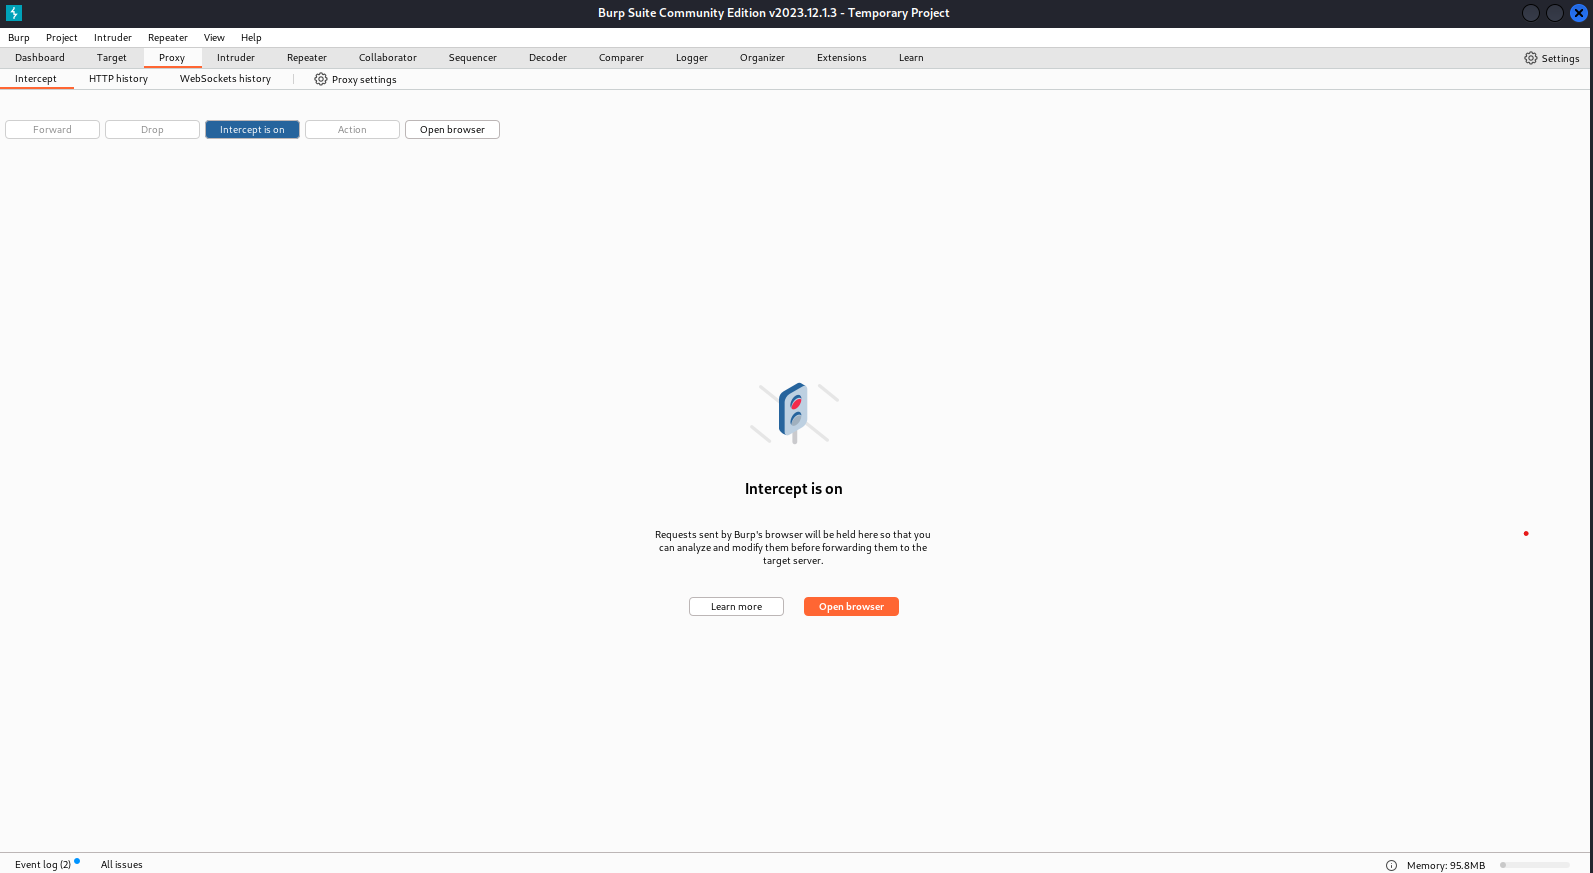 Burp Suite Community Edition v2023.12.1.3 - Temporary Project
Burp Project Intruder Repeater View Help
Dashboard Target Proxy Intruder Repeater Collaborator Sequencer Decoder Comparer Logger Organizer Extensions Learn Settings
Intercept HTTP history WebSockets history Proxy settings
Forward Drop Intercept is on Action Open browser
Intercept is on
Requests sent by Burp's browser will be held here so that you
can analyze and modify them before forwarding them to the
target server.
Learn more Open browser
Event log (2) All issues Memory: 95.8MB